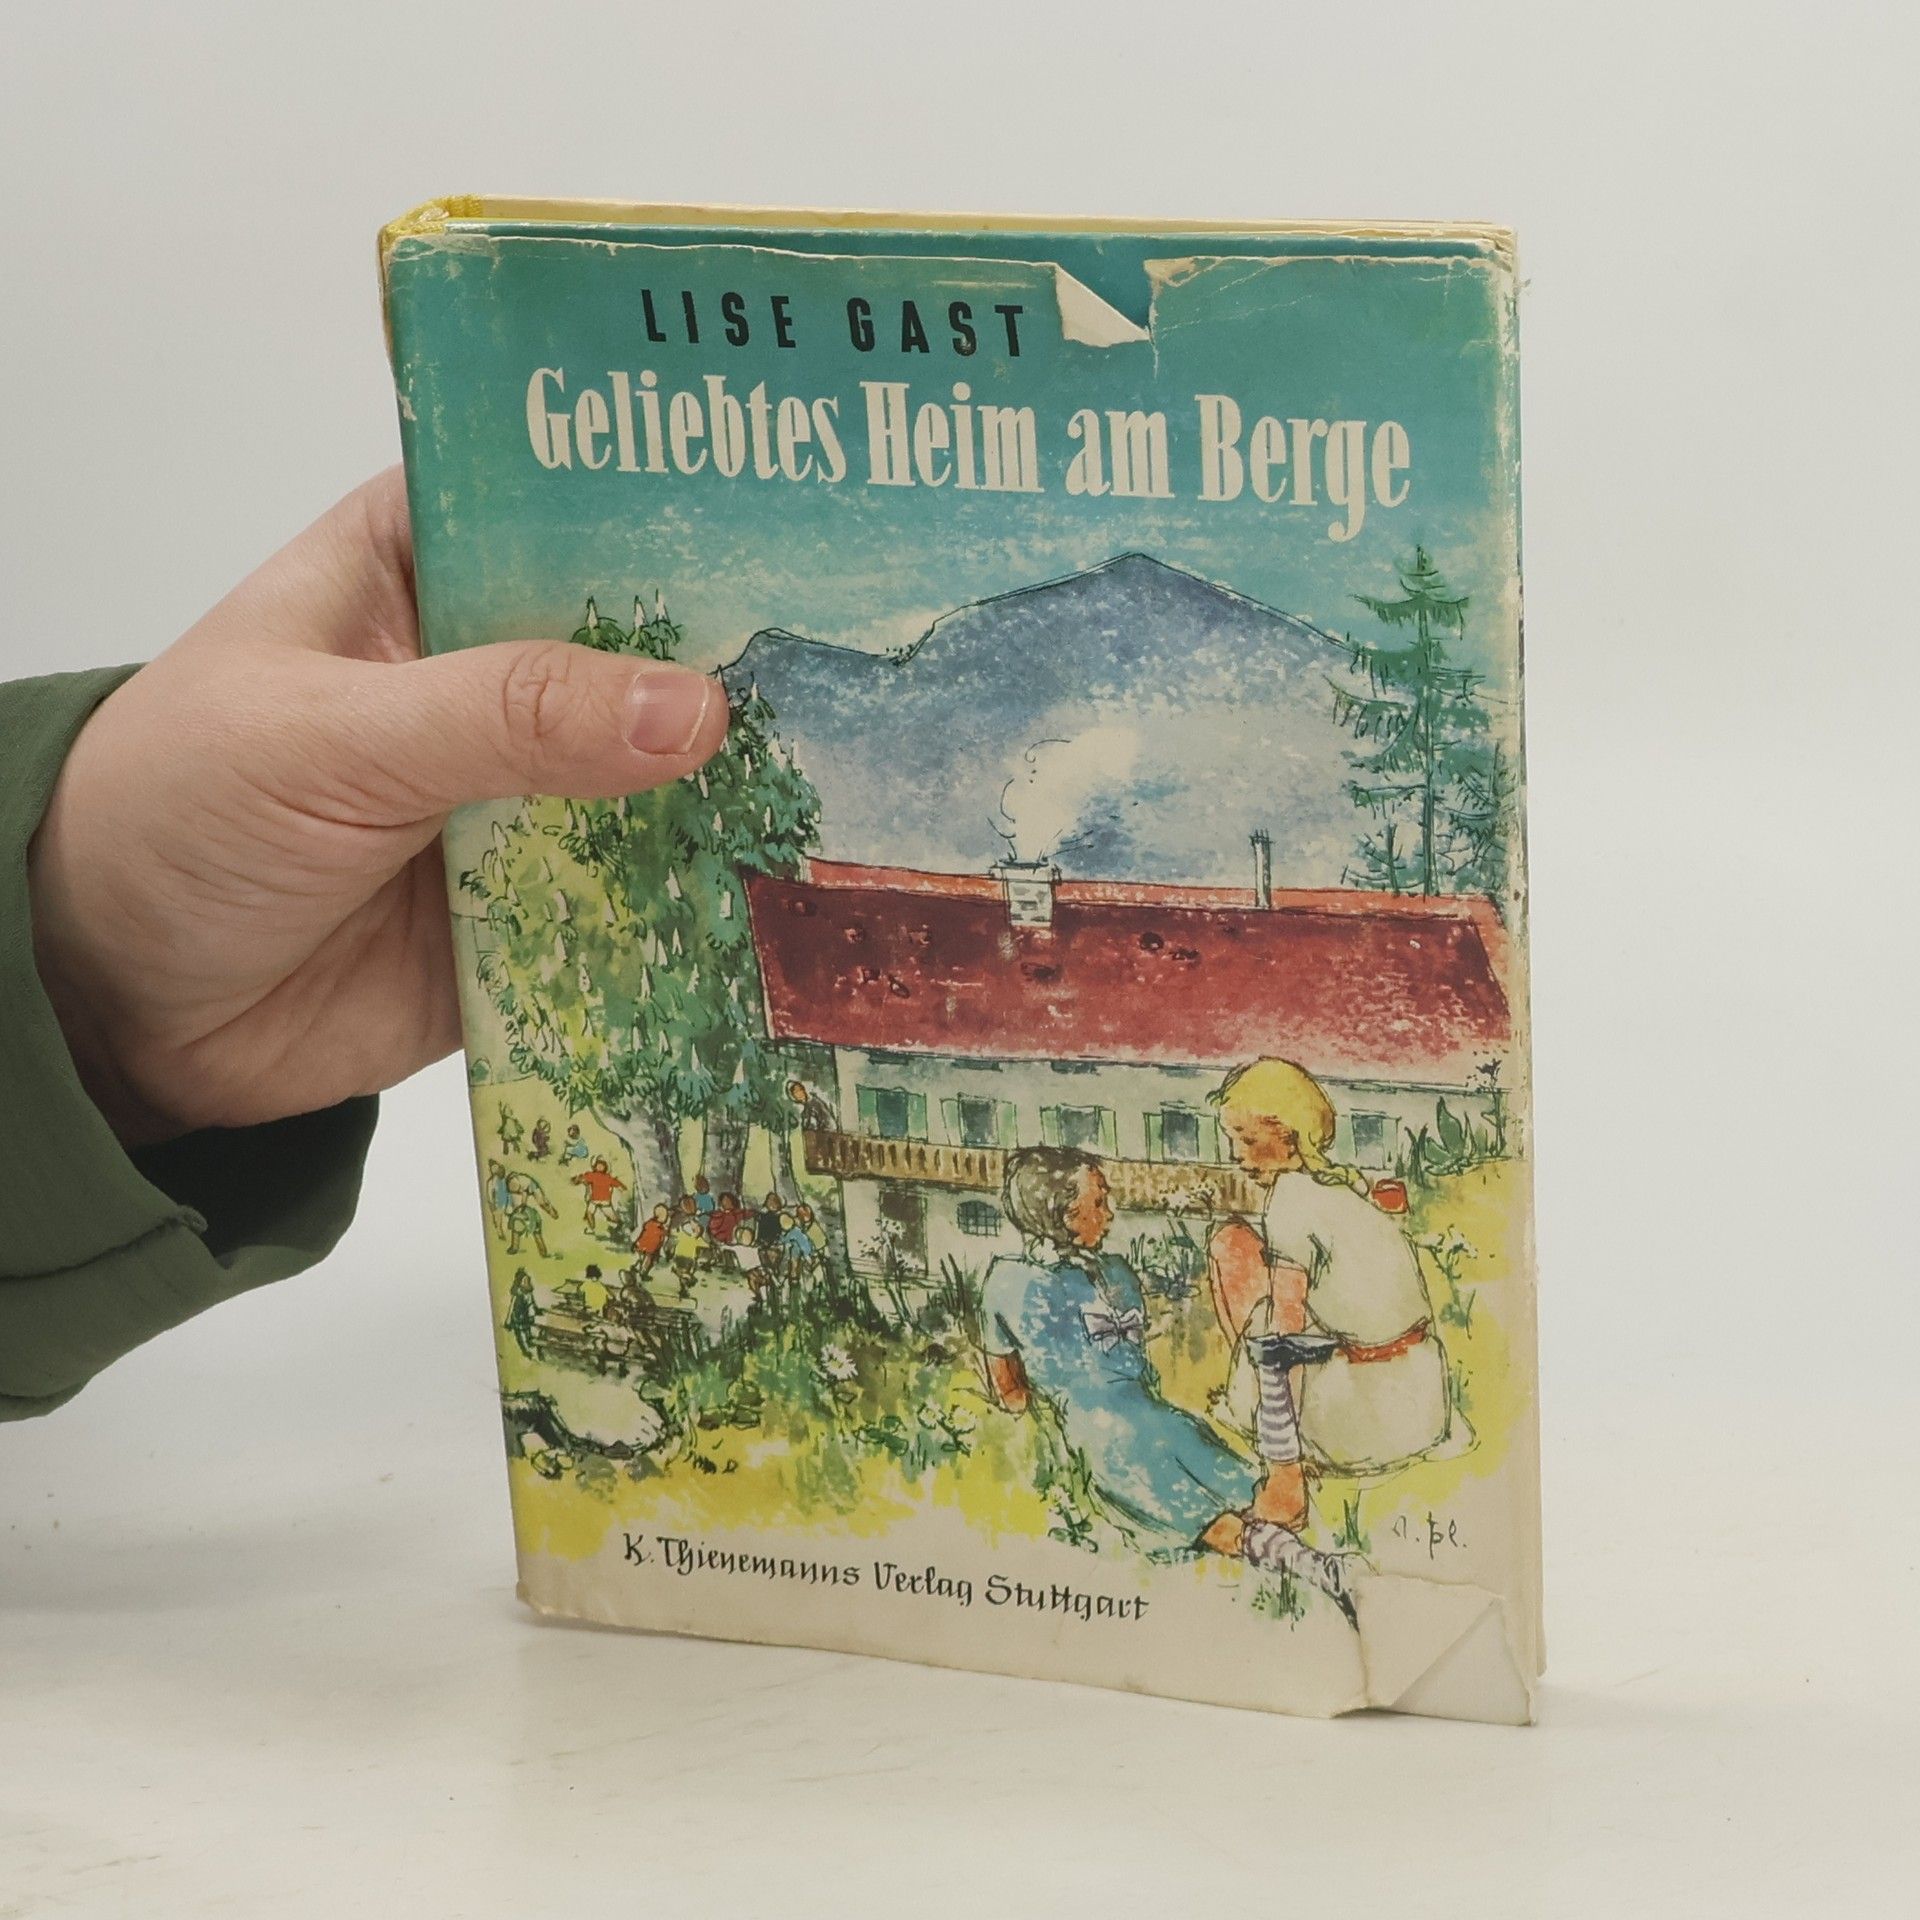 LISE GAST
Geliebtes Heim am Berge
K. Thienemanns Verlag Stuttgart